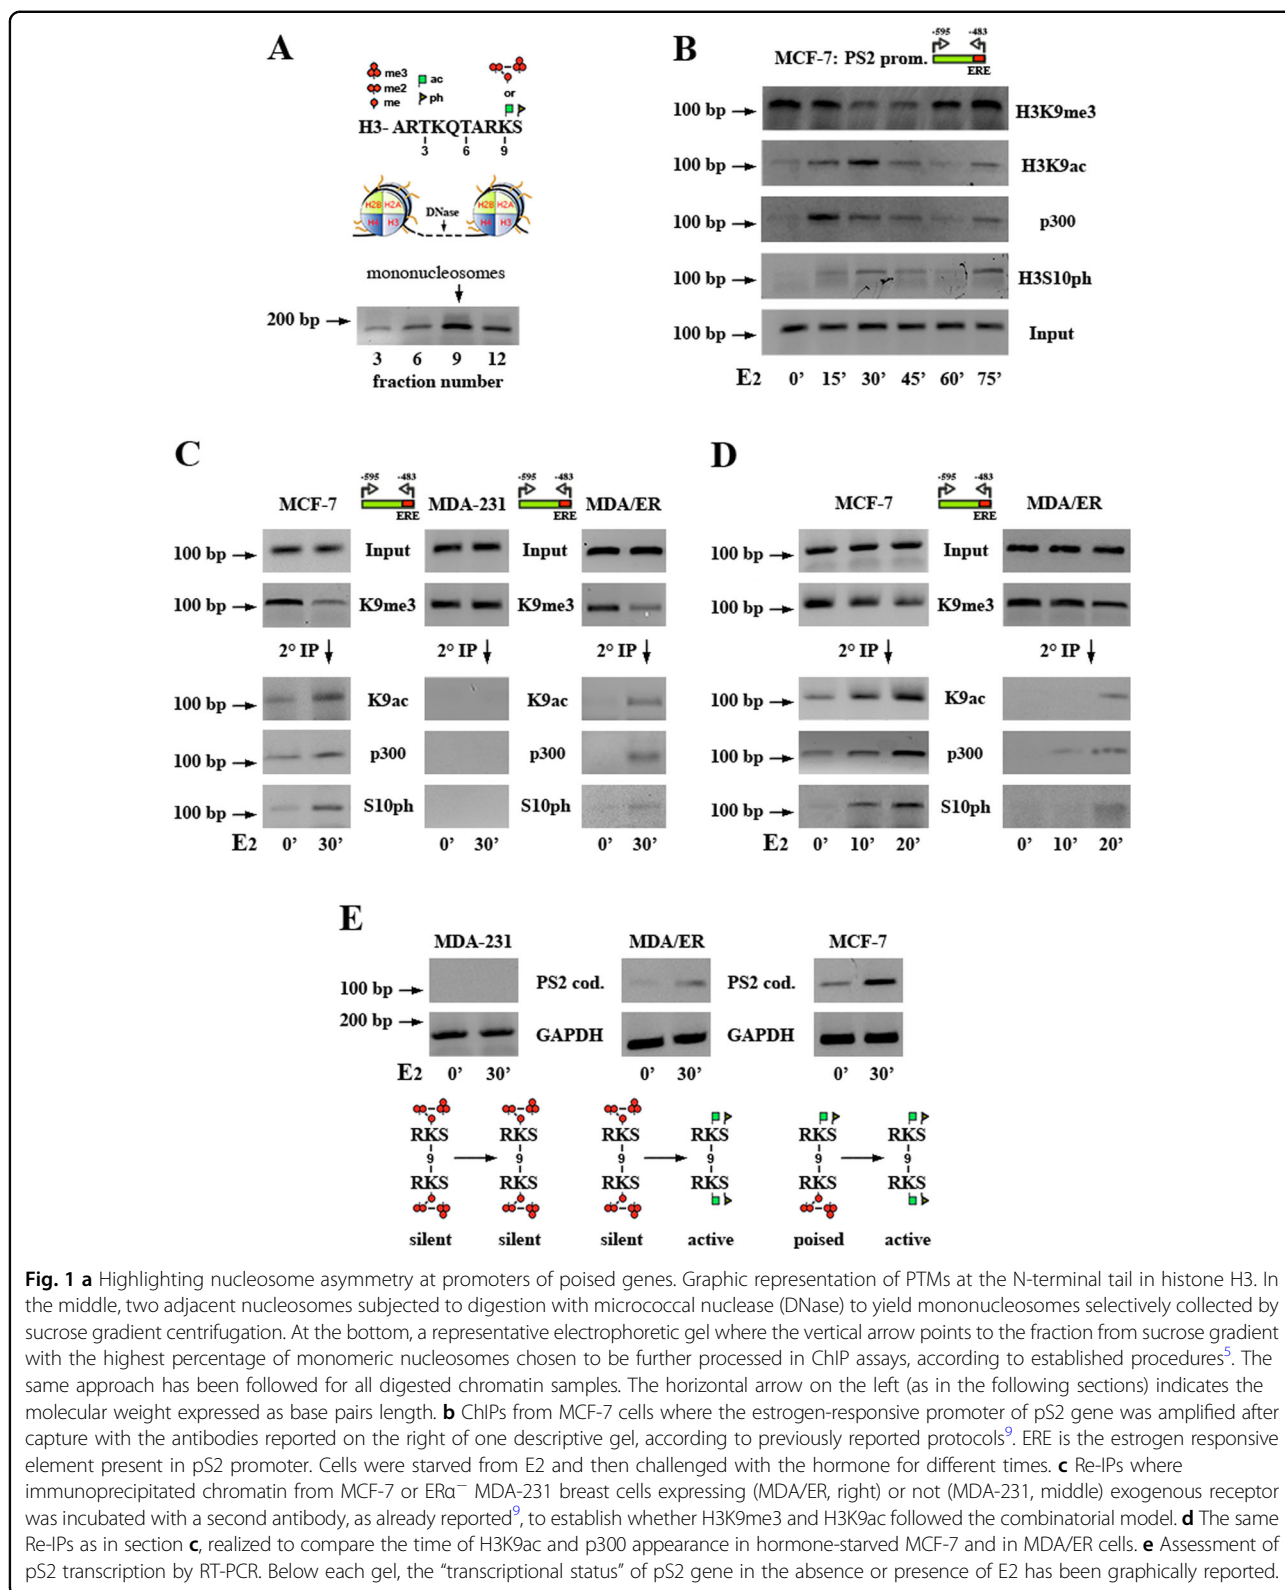 A
me3
me2
me
ac
ph
or
H3- ARTKQTARKS
3 6 9
H2B H2A
H4 H3
DNase
H2B H2A
H4 H3
mononucleosomes
200 bp
3 6 9 12
fraction number
B
MCF-7: PS2 prom.
-595 -483
ERE
100 bp H3K9me3
100 bp H3K9ac
100 bp p300
100 bp H3S10ph
100 bp Input
E2 0’ 15’ 30’ 45’ 60’ 75’
C
-595 -483
-595 -483
MCF-7 MDA-231 MDA/ER
ERE ERE
100 bp Input Input
100 bp K9me3 K9me3
2° IP 2° IP 2° IP
100 bp K9ac K9ac
100 bp p300 p300
100 bp S10ph S10ph
E2 0’ 30’ 0’ 30’ 0’ 30’
D
-595 -483
MCF-7 MDA/ER
ERE
100 bp Input
100 bp K9me3
2° IP 2° IP
100 bp K9ac
100 bp p300
100 bp S10ph
E2 0’ 10’ 20’ 0’ 10’ 20’
E
MDA-231 MDA/ER MCF-7
100 bp PS2 cod. PS2 cod.
200 bp GAPDH GAPDH
E2 0’ 30’ 0’ 30’ 0’ 30’
RKS RKS RKS RKS RKS RKS
9 9 9 9 9 9
RKS RKS RKS RKS RKS RKS
silent silent silent active poised active
Fig. 1 a Highlighting nucleosome asymmetry at promoters of poised genes. Graphic representation of PTMs at the N-terminal tail in histone H3. In
the middle, two adjacent nucleosomes subjected to digestion with micrococcal nuclease (DNase) to yield mononucleosomes selectively collected by
sucrose gradient centrifugation. At the bottom, a representative electrophoretic gel where the vertical arrow points to the fraction from sucrose gradient
with the highest percentage of monomeric nucleosomes chosen to be further processed in ChIP assays, according to established procedures5. The
same approach has been followed for all digested chromatin samples. The horizontal arrow on the left (as in the following sections) indicates the
molecular weight expressed as base pairs length. b ChIPs from MCF-7 cells where the estrogen-responsive promoter of pS2 gene was amplified after
capture with the antibodies reported on the right of one descriptive gel, according to previously reported protocols9. ERE is the estrogen responsive
element present in pS2 promoter. Cells were starved from E2 and then challenged with the hormone for different times. c Re-IPs where
immunoprecipitated chromatin from MCF-7 or ERα− MDA-231 breast cells expressing (MDA/ER, right) or not (MDA-231, middle) exogenous receptor
was incubated with a second antibody, as already reported9, to establish whether H3K9me3 and H3K9ac followed the combinatorial model. d The same
Re-IPs as in section c, realized to compare the time of H3K9ac and p300 appearance in hormone-starved MCF-7 and in MDA/ER cells. e Assessment of
pS2 transcription by RT-PCR. Below each gel, the “transcriptional status” of pS2 gene in the absence or presence of E2 has been graphically reported.